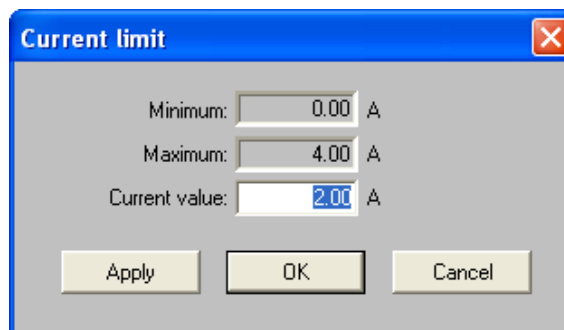 Current limit
Minimum: 0.00 A
Maximum: 4.00 A
Current value: 2.00 A
Apply OK Cancel